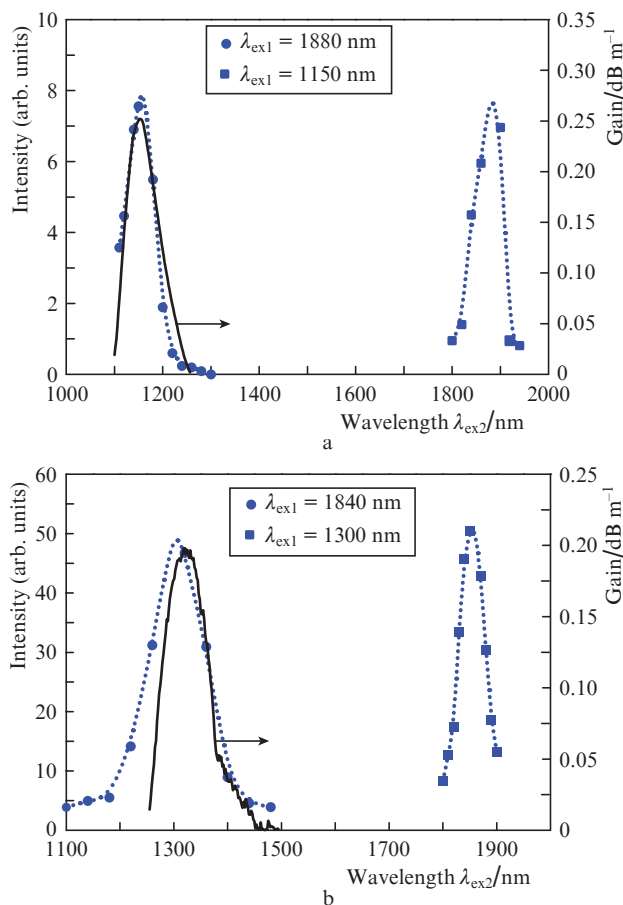 λex1 = 1880 nm
λex1 = 1150 nm
Intensity (arb. units)
Gain/dB m−1
8
7
6
5
4
2
0
0.35
0.30
0.25
0.20
0.15
0.10
0.05
0
1000 1200 1400 1600 1800 2000
Wavelength λex2/nm
a
λex1 = 1840 nm
λex1 = 1300 nm
Intensity (arb. units)
Gain/dB m−1
60
50
40
30
20
10
0
0.25
0.20
0.15
0.10
0.05
0
1100 1300 1500 1700 1900
Wavelength λex2/nm
b